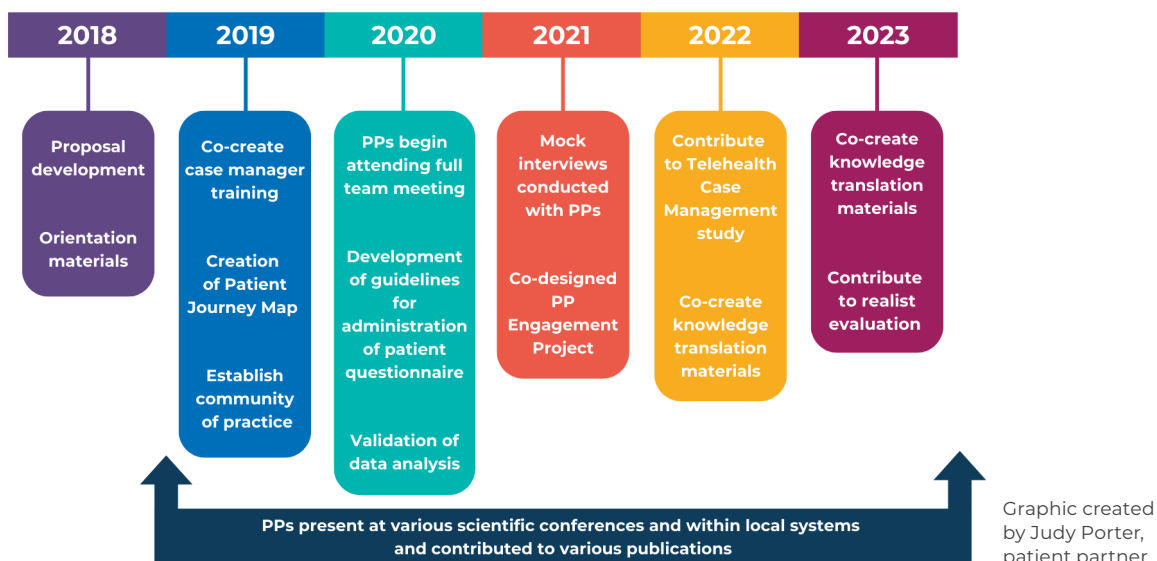 2018
2019
2020
2021
2022
2023
Proposal
development
Orientation
materials
Co-create
case manager
training
Creation
of Patient
Journey Map
Establish
community
of practice
PPs begin
attending full
team meeting
Development
of guidelines
for
administration
of patient
questionnaire
Validation of
data analysis
Mock
interviews
conducted
with PPs
Co-designed
PP
Engagement
Project
Contribute
to Telehealth
Case
Management
study
Co-create
knowledge
translation
materials
Co-create
knowledge
translation
materials
Contribute
to realist
evaluation
PPs present at various scientific conferences and within local systems
and contributed to various publications
Graphic created
by Judy Porter,
patient partner